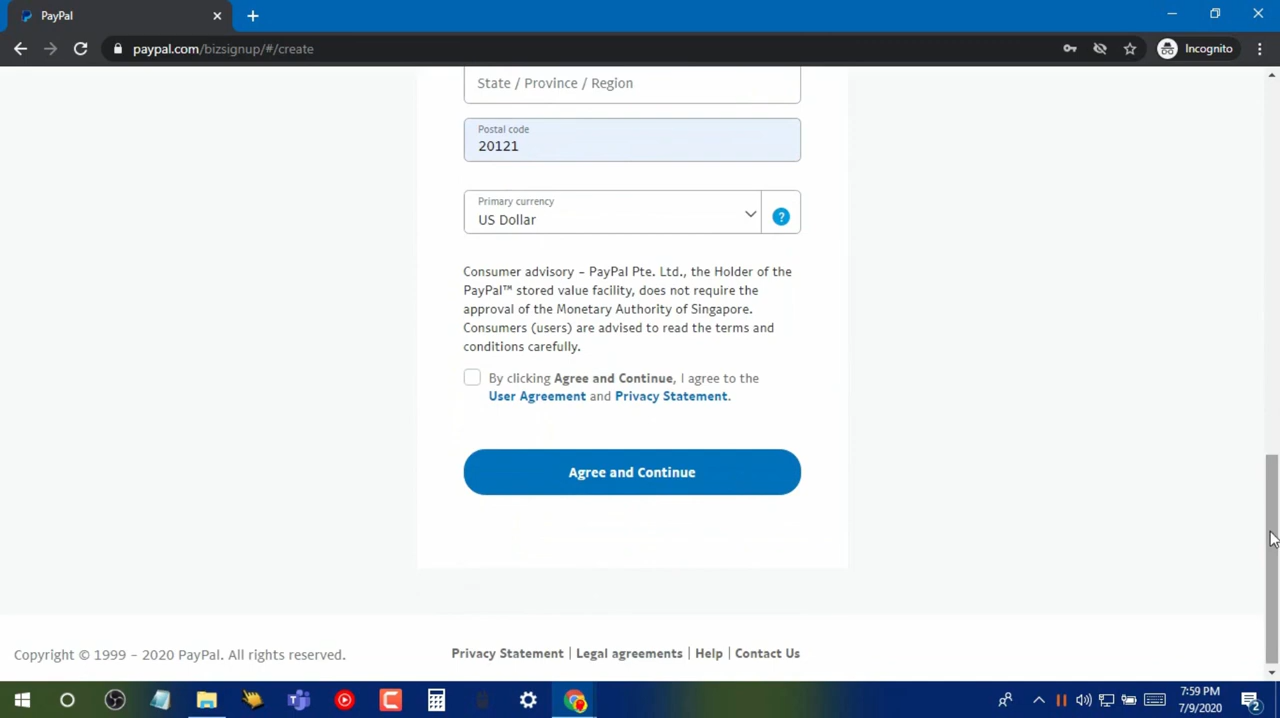 PayPal
paypal.com/bizsignup/#/create
Incognito
State / Province / Region
Postal code
20121
Primary currency
US Dollar
?
Consumer advisory - PayPal Pte. Ltd., the Holder of the
PayPal™ stored value facility, does not require the
approval of the Monetary Authority of Singapore.
Consumers (users) are advised to read the terms and
conditions carefully.
By clicking Agree and Continue, I agree to the
User Agreement and Privacy Statement.
Agree and Continue
Copyright © 1999 - 2020 PayPal. All rights reserved.
Privacy Statement | Legal agreements | Help | Contact Us
7:59 PM
7/9/2020
2